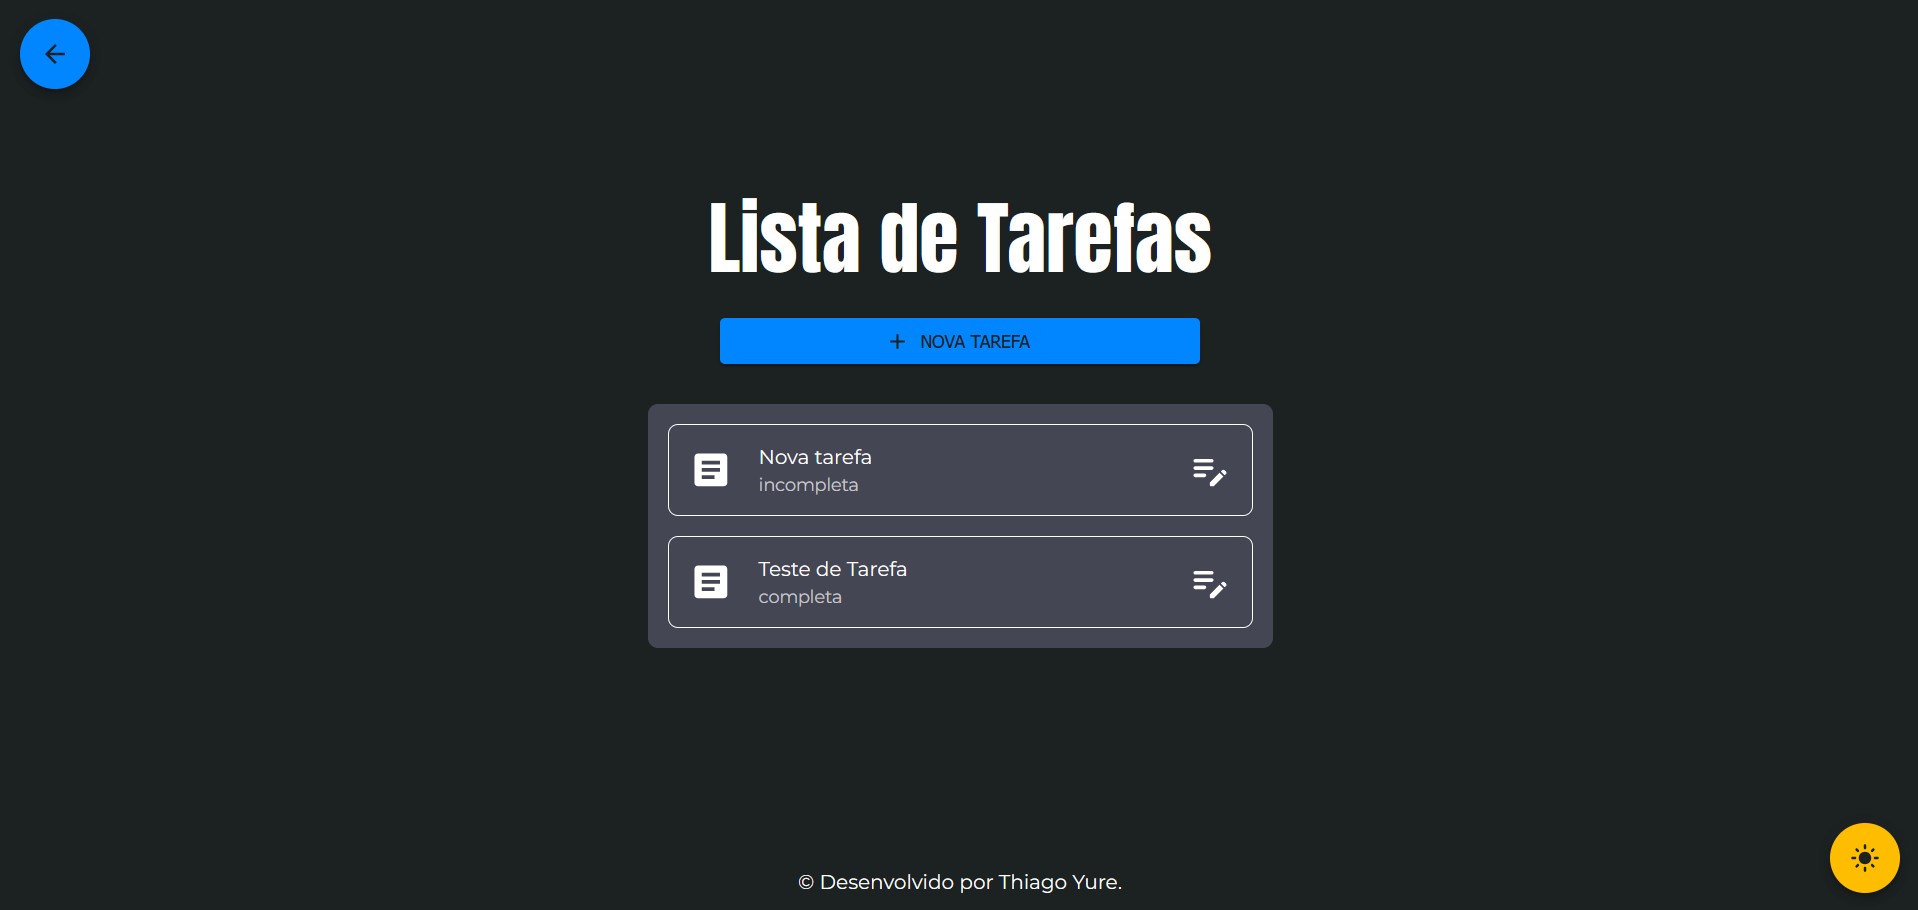 Lista de Tarefas
NOVA TAREFA
Nova tarefa
incompleta
Teste de Tarefa
completa
© Desenvolvido por Thiago Yure.